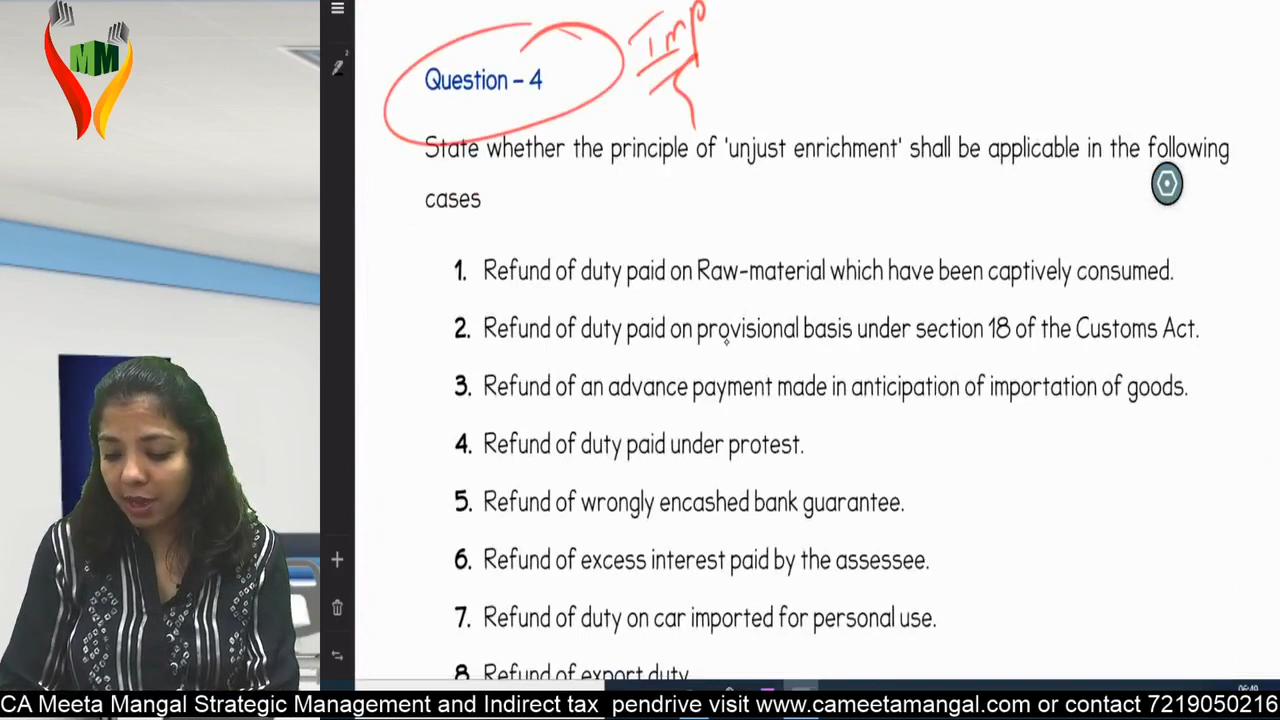 MM
Imp
Question – 4
State whether the principle of 'unjust enrichment' shall be applicable in the following
cases
1. Refund of duty paid on Raw-material which have been captively consumed.
2. Refund of duty paid on provisional basis under section 18 of the Customs Act.
3. Refund of an advance payment made in anticipation of importation of goods.
4. Refund of duty paid under protest.
5. Refund of wrongly encashed bank guarantee.
6. Refund of excess interest paid by the assessee.
7. Refund of duty on car imported for personal use.
8 Refund of export duty
CA Meeta Mangal Strategic Management and Indirect tax pendrive visit www.cameetamangal.com or contact 7219050216